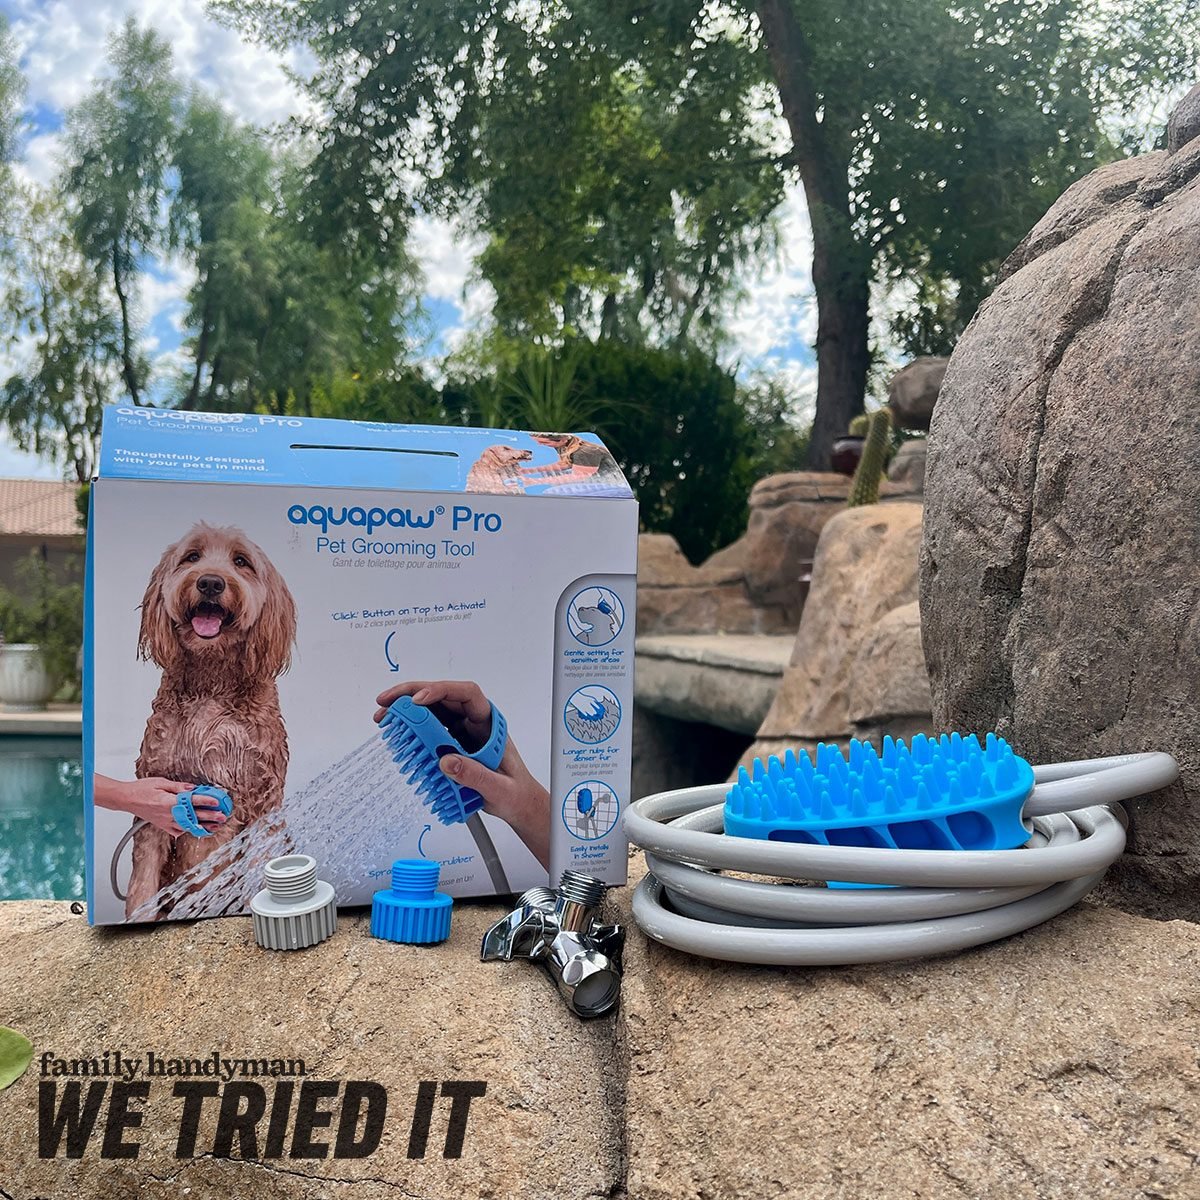 aquapaw Pro
Pet Grooming Tool
Thoughtfully designed
with your pets in mind.
aquapaw® Pro
Pet Grooming Tool
Gant de toilettage pour animaux
'Click' Button on Top to Activate!
1 ou 2 clics pour régler la puissance du jet!
Gentle setting for
sensitive areas
Longer nubs for
denser fur
Easily Installs
in Shower
family handyman
WE TRIED IT